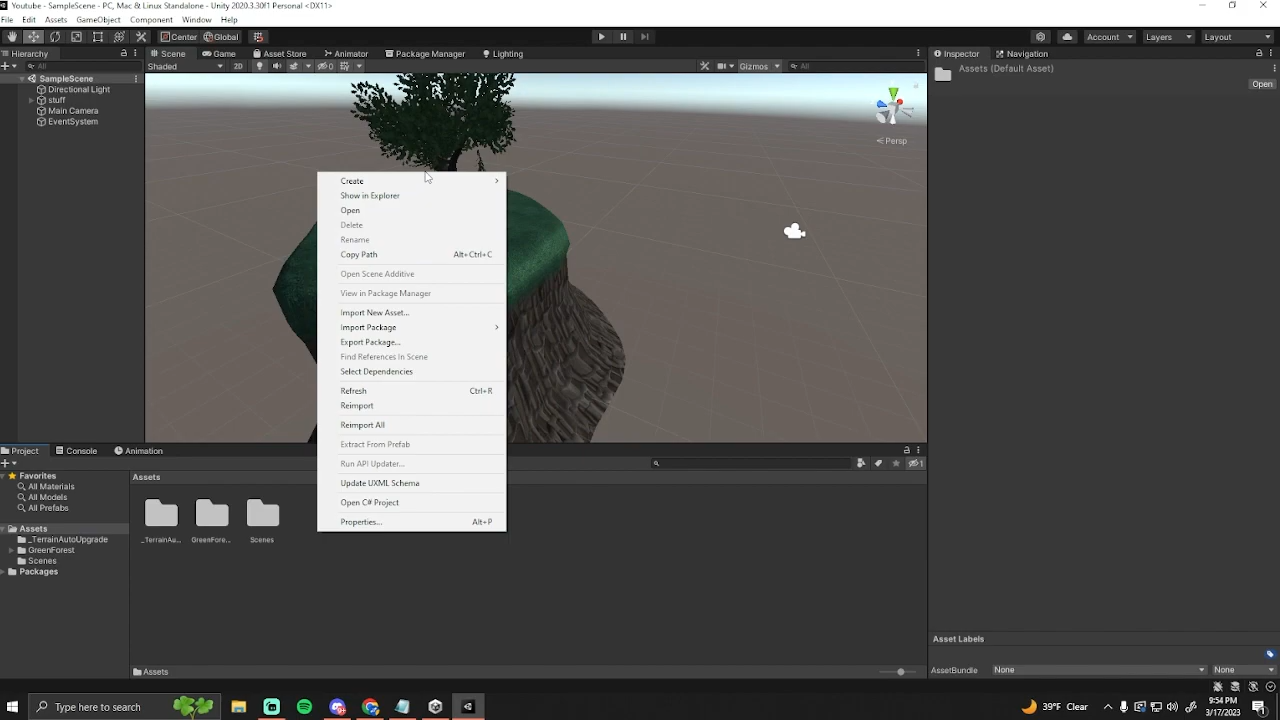 Youtube - SampleScene - PC, Mac & Linux Standalone - Unity 2020.3.30f1 Personal <DX11>
File Edit Assets GameObject Component Window Help
Center Global Account Layers Layout
Hierarchy Scene Game Asset Store Animator Package Manager Lighting Inspector Navigation
All Shaded 2D 0 Gizmos All
Assets (Default Asset)
Open
SampleScene
Directional Light
stuff
Main Camera
EventSystem
Persp
Create
Show in Explorer
Open
Delete
Rename
Copy Path Alt+Ctrl+C
Open Scene Additive
View in Package Manager
Import New Asset...
Import Package
Export Package...
Find References In Scene
Select Dependencies
Refresh Ctrl+R
Reimport
Reimport All
Extract From Prefab
Run API Updater...
Update UXML Schema
Open C# Project
Properties... Alt+P
Project Console Animation
1
Favorites
All Materials
All Models
All Prefabs
Assets
_TerrainAutoUpgrade
GreenForest
Scenes
Packages
Assets
_TerrainAu... GreenFore... Scenes
Assets
Asset Labels
AssetBundle None None
Type here to search
39°F Clear
9:54 PM
3/17/2023